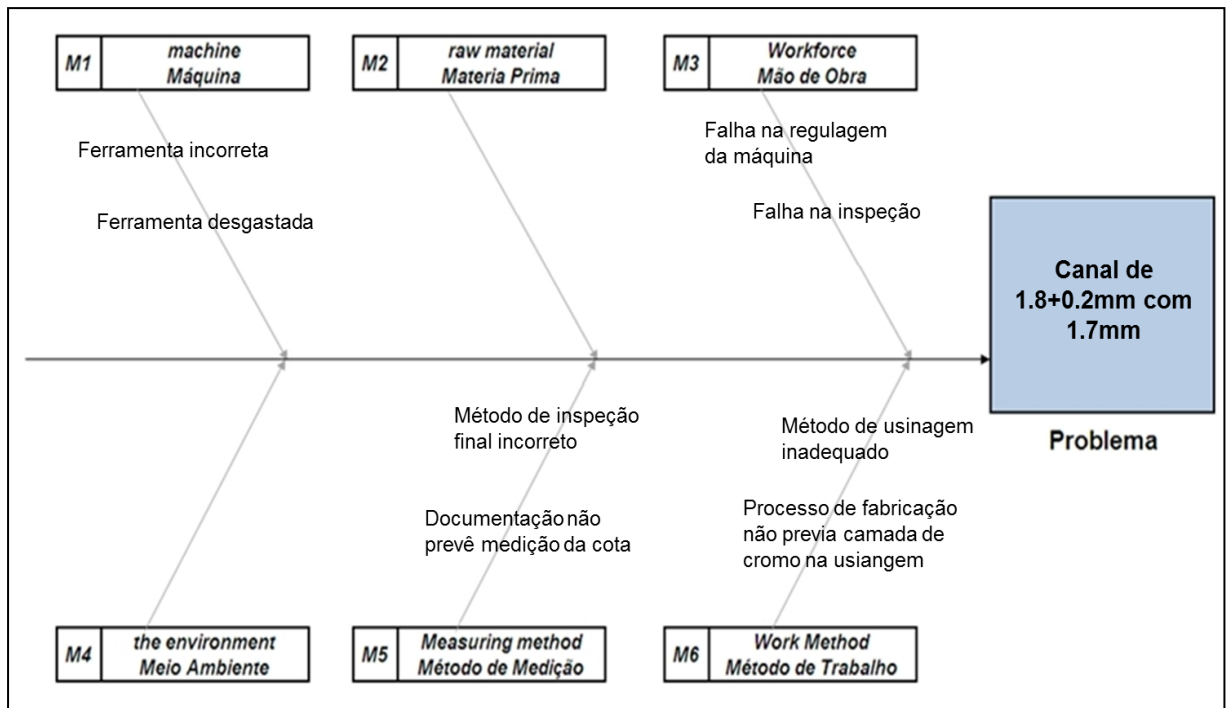 M1
machine
Máquina
M2
raw material
Materia Prima
M3
Workforce
Mão de Obra
Ferramenta incorreta
Ferramenta desgastada
Falha na regulagem
da máquina
Falha na inspeção
Canal de
1.8+0.2mm com
1.7mm
Problema
Método de inspeção
final incorreto
Documentação não
prevê medição da cota
Método de usinagem
inadequado
Processo de fabricação
não previa camada de
cromo na usiangem
M4
the environment
Meio Ambiente
M5
Measuring method
Método de Medição
M6
Work Method
Método de Trabalho